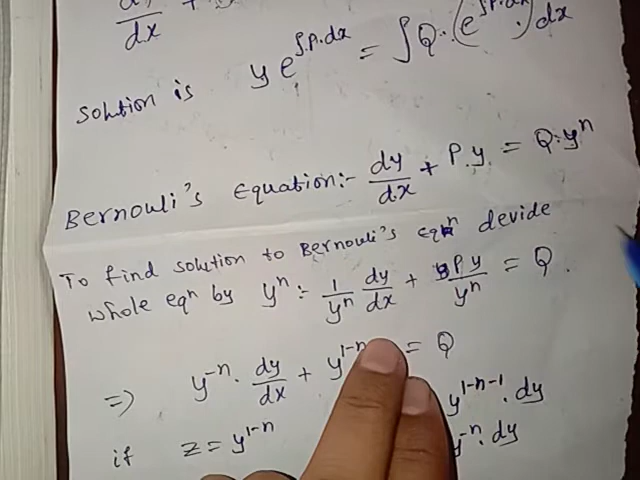 dy/dx +
Solution is y e^∫P.dx = ∫Q.(e^∫P.dx.)dx
Bernouli's Equation:- dy/dx + P.y = Q.y^n
To find solution to Bernouli's eq^n devide
whole eq^n by y^n :- 1/y^n dy/dx + Py/y^n = Q.
=) y^-n . dy/dx + y^1-n = Q
if z = y^1-n y^1-n-1 . dy
y^-n . dy